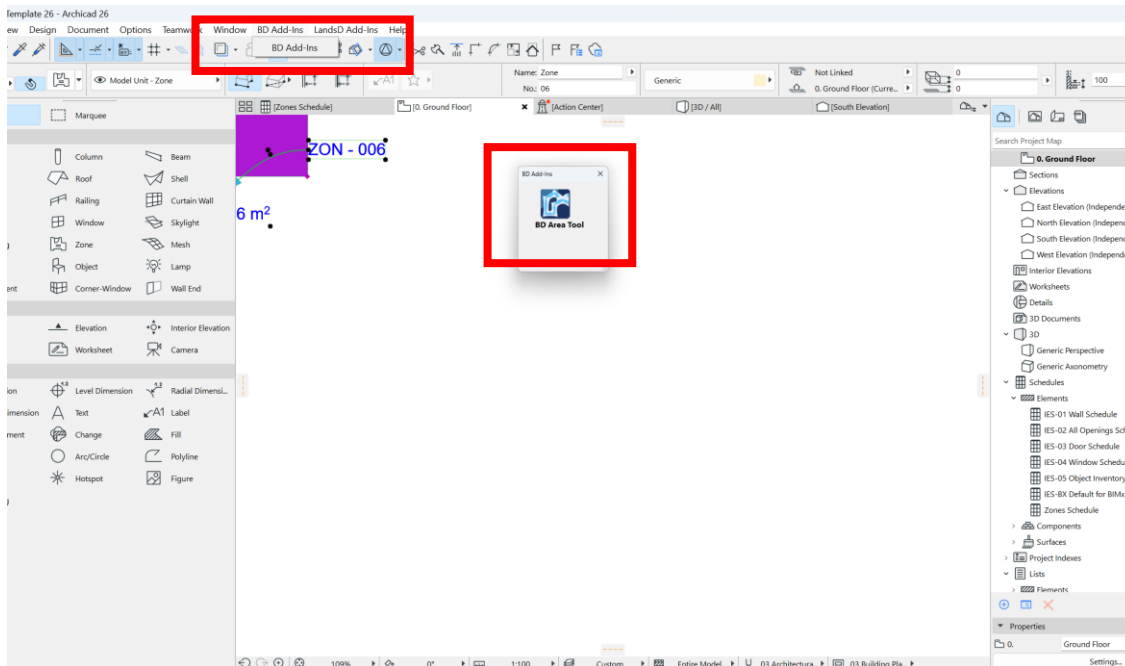 Template 26 - Archicad 26
ew Design Document Options Teamwork Window BD Add-Ins LandsD Add-Ins Help
BD Add-Ins
Model Unit - Zone
A1
Name: Zone
No.: 06
Generic
Not Linked
0. Ground Floor (Curre...
0
0
100
[Zones Schedule]
[0. Ground Floor]
[Action Center]
[3D / All]
[South Elevation]
Marquee
Column
Beam
Roof
Shell
Railing
Curtain Wall
Window
Skylight
Zone
Mesh
Object
Lamp
ent
Corner-Window
Wall End
Elevation
Interior Elevation
Worksheet
Camera
ion
Level Dimension
Radial Dimensi...
imension
Text
A1 Label
ment
Change
Fill
Arc/Circle
Polyline
Hotspot
Figure
ZON - 006
6 m²
BD Add-Ins
BD Area Tool
Search Project Map
0. Ground Floor
Sections
Elevations
East Elevation (Independe
North Elevation (Independ
South Elevation (Independ
West Elevation (Independe
Interior Elevations
Worksheets
Details
3D Documents
3D
Generic Perspective
Generic Axonometry
Schedules
Elements
IES-01 Wall Schedule
IES-02 All Openings Sch
IES-03 Door Schedule
IES-04 Window Schedu
IES-05 Object Inventory
IES-BX Default for BIMx
Zones Schedule
Components
Surfaces
Project Indexes
Lists
Elements
Properties
0.
Ground Floor
Settings...
109%
0°
1:100
Custom
Entire Model
03 Architectura...
03 Building Pla...